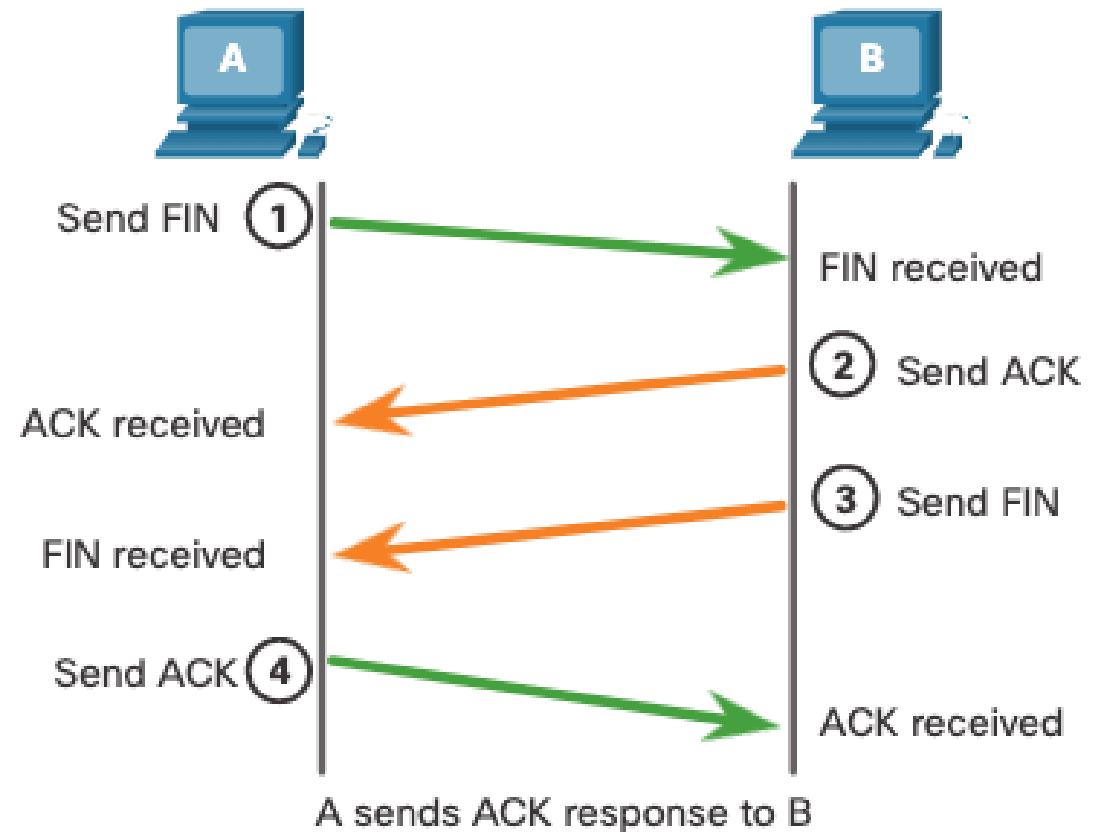 A
B
Send FIN 1
FIN received
2 Send ACK
ACK received
3 Send FIN
FIN received
Send ACK 4
ACK received
A sends ACK response to B